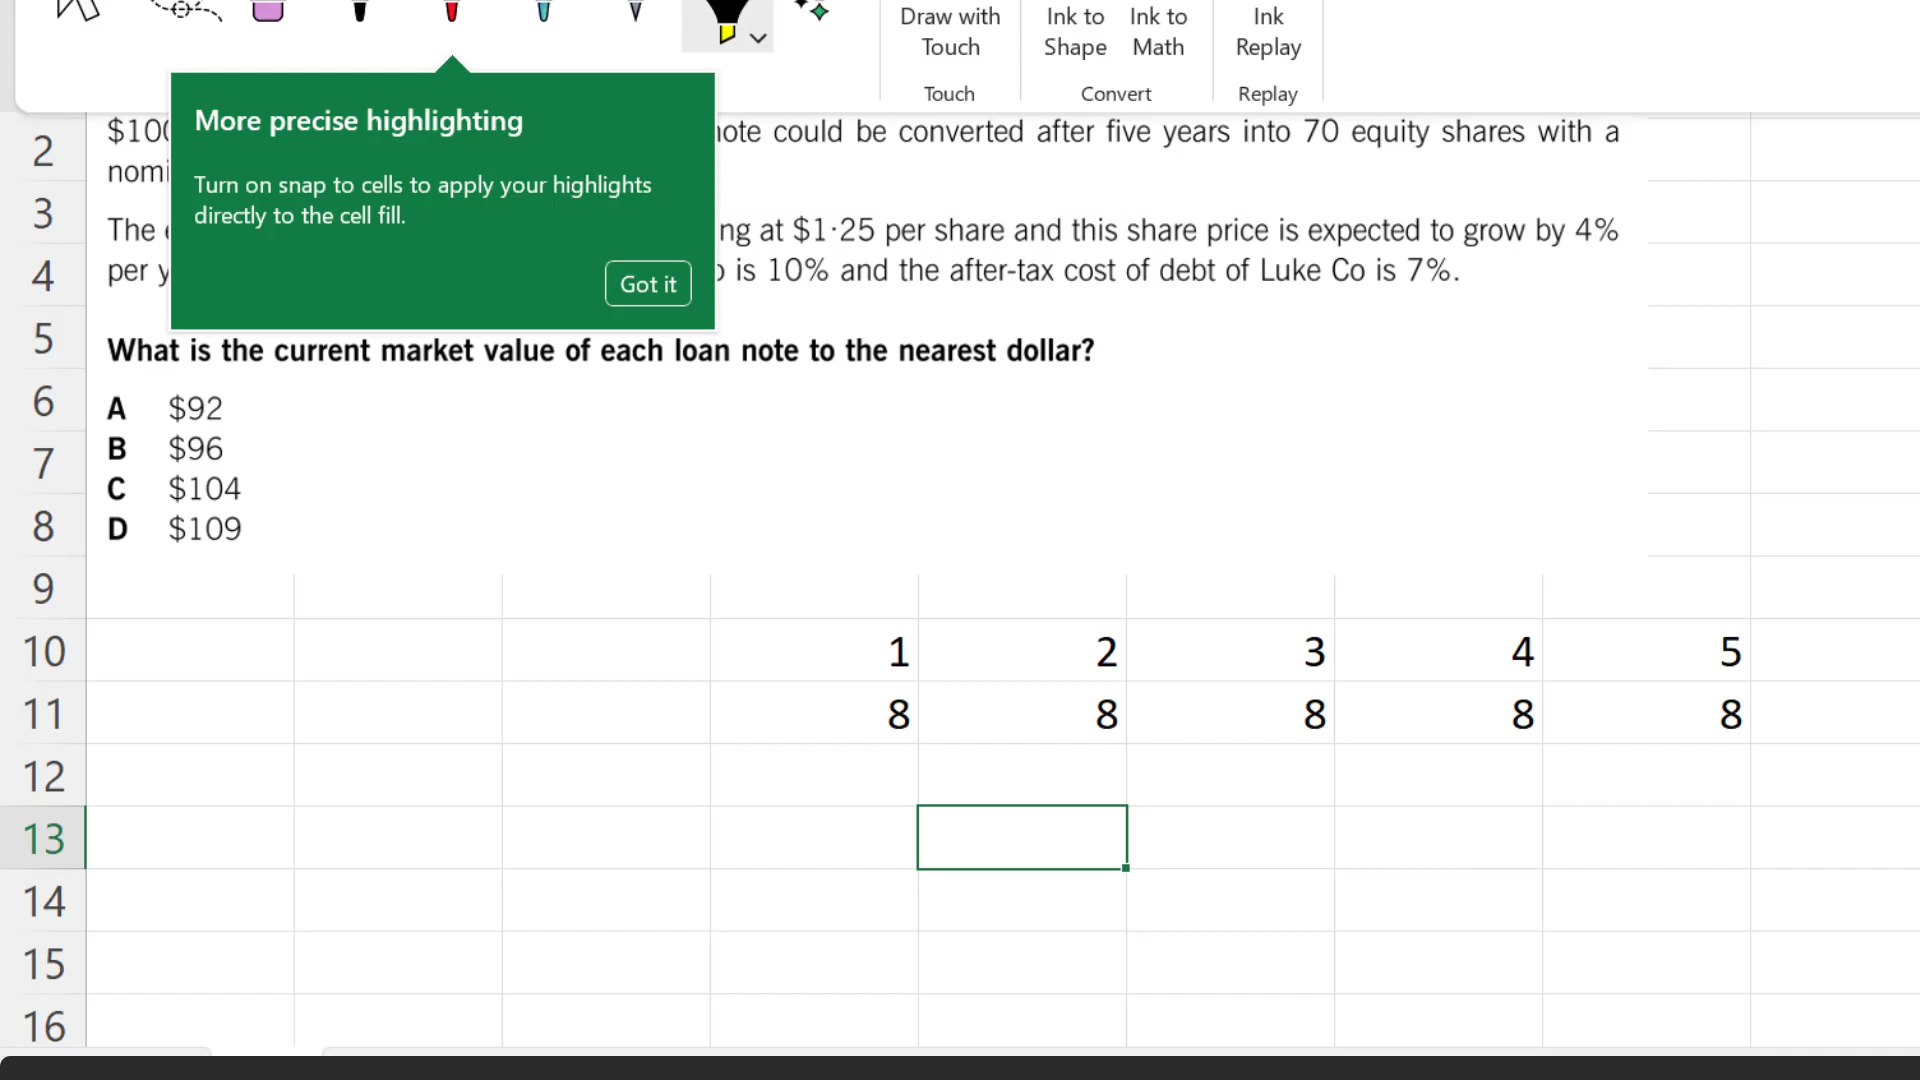 Draw with Touch
Ink to Shape
Ink to Math
Ink Replay
Touch
Convert
Replay
More precise highlighting
Turn on snap to cells to apply your highlights
directly to the cell fill.
Got it
2
$100 could be converted after five years into 70 equity shares with a
nomi
3
The at $1·25 per share and this share price is expected to grow by 4%
4
per is 10% and the after-tax cost of debt of Luke Co is 7%.
5
What is the current market value of each loan note to the nearest dollar?
6
A $92
7
B $96
C $104
8
D $109
9
10 1 2 3 4 5
11 8 8 8 8 8
12
13
14
15
16